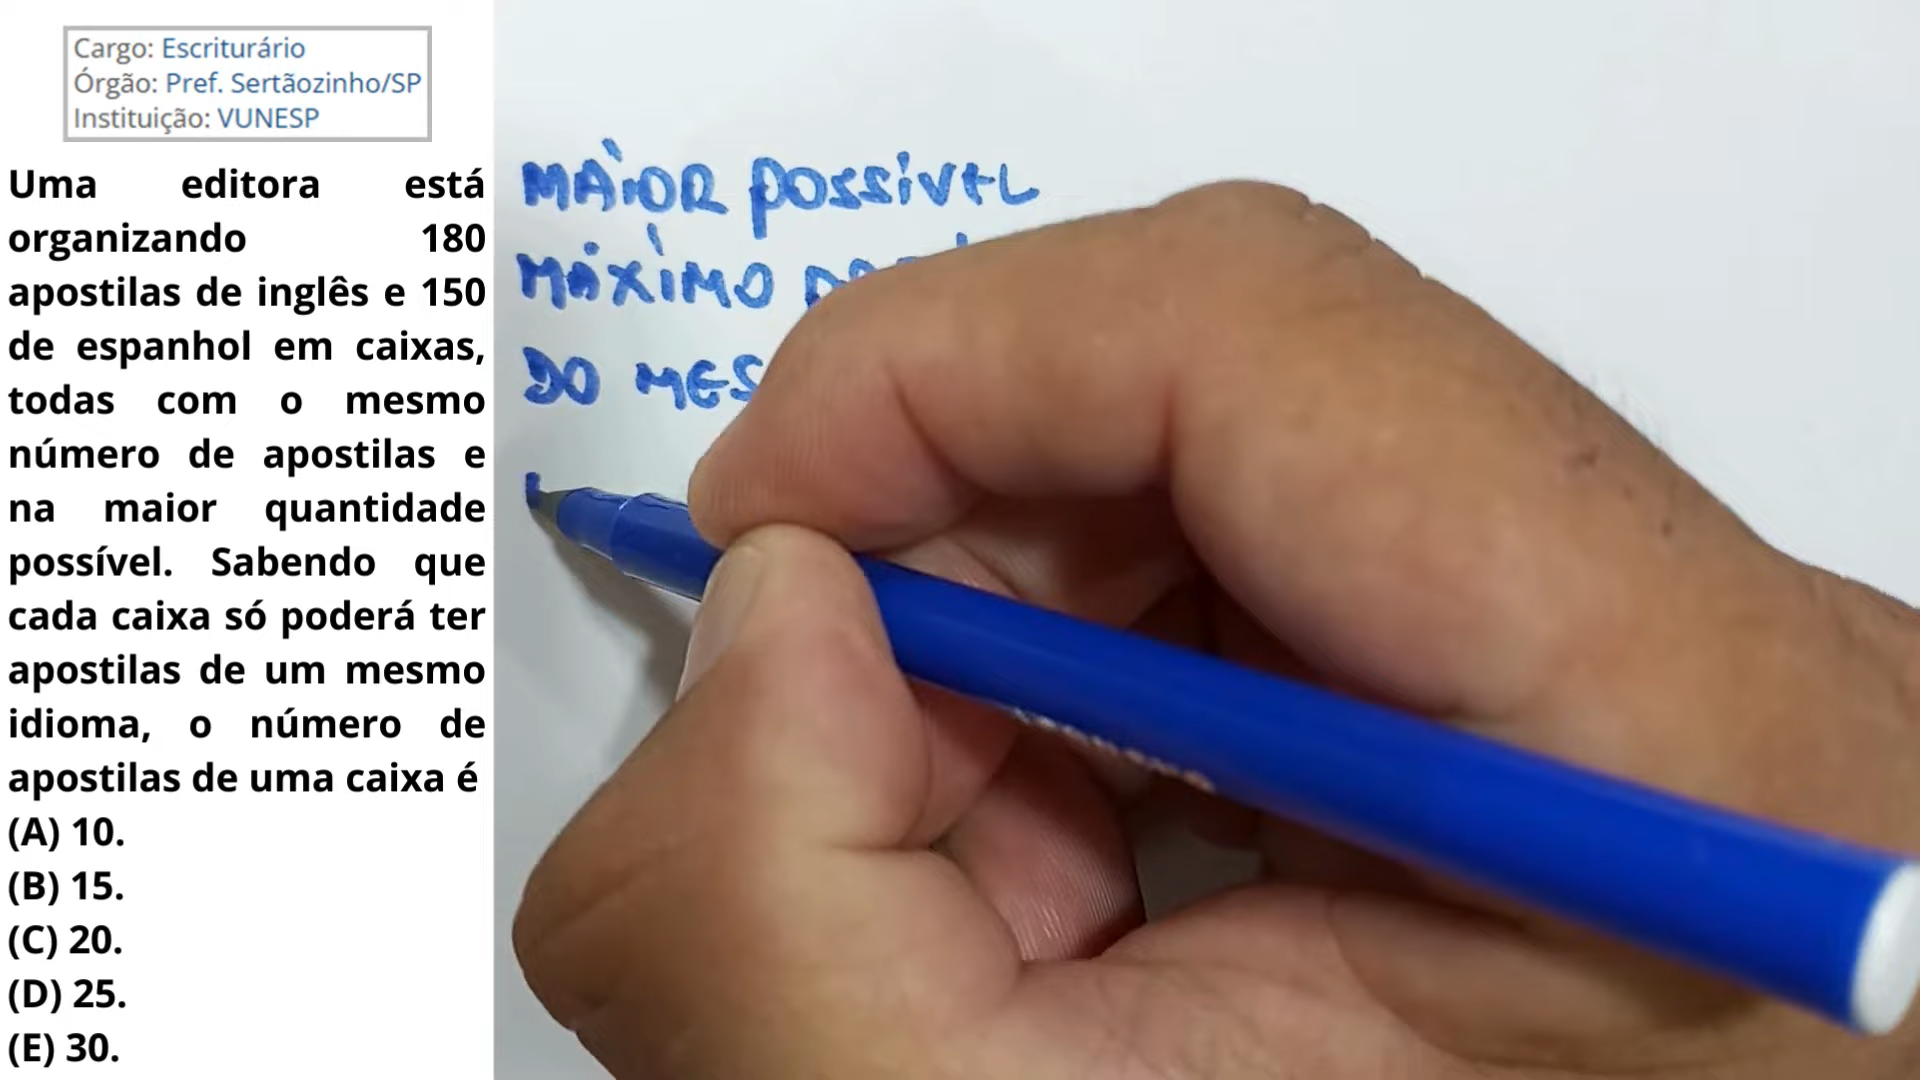 Cargo: Escriturário
Órgão: Pref. Sertãozinho/SP
Instituição: VUNESP
Uma editora está
organizando 180
apostilas de inglês e 150
de espanhol em caixas,
todas com o mesmo
número de apostilas e
na maior quantidade
possível. Sabendo que
cada caixa só poderá ter
apostilas de um mesmo
idioma, o número de
apostilas de uma caixa é
(A) 10.
(B) 15.
(C) 20.
(D) 25.
(E) 30.
MAIOR POSSÍVEL
MÁXIMO
DO